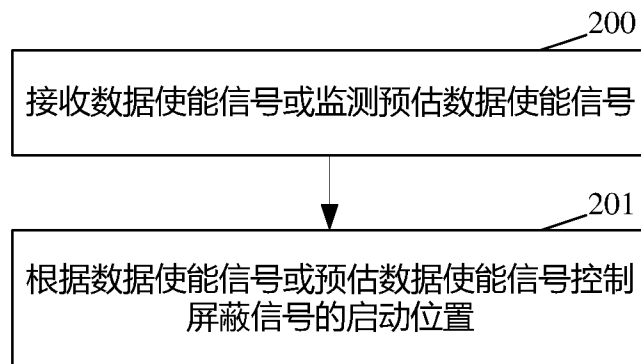 200
接收数据使能信号或监测预估数据使能信号
201
根据数据使能信号或预估数据使能信号控制
屏蔽信号的启动位置